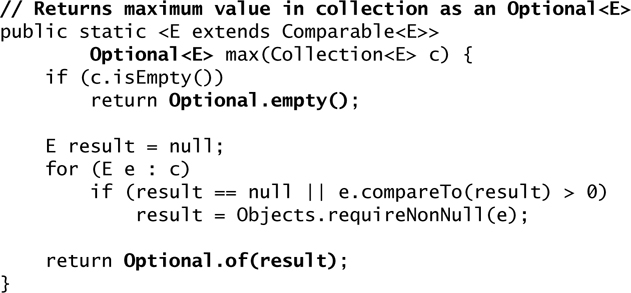 // Returns maximum value in collection as an Optional<E>
public static <E extends Comparable<E>>
        Optional<E> max(Collection<E> c) {
    if (c.isEmpty())
        return Optional.empty();

    E result = null;
    for (E e : c)
        if (result == null || e.compareTo(result) > 0)
            result = Objects.requireNonNull(e);

    return Optional.of(result);
}